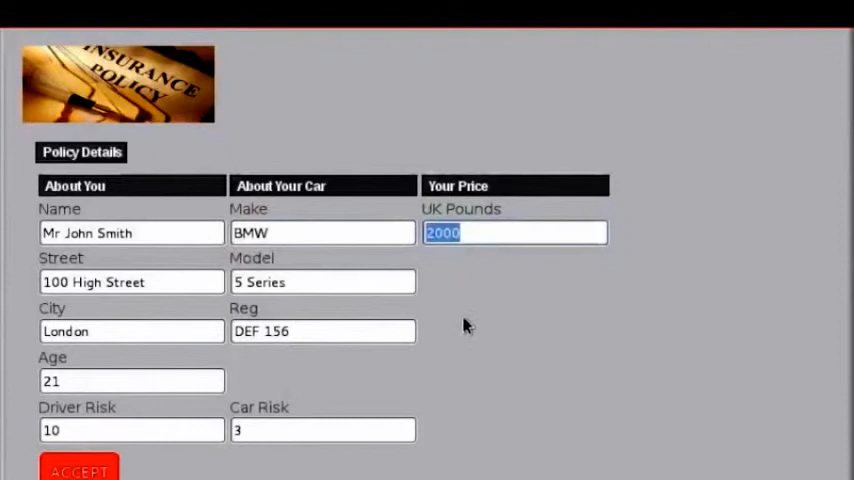 INSURANCE
POLICY
Policy Details
About You
About Your Car
Your Price
Name
Make
UK Pounds
Mr John Smith
BMW
2000
Street
Model
100 High Street
5 Series
City
Reg
London
DEF 156
Age
21
Driver Risk
Car Risk
10
3
ACCEPT